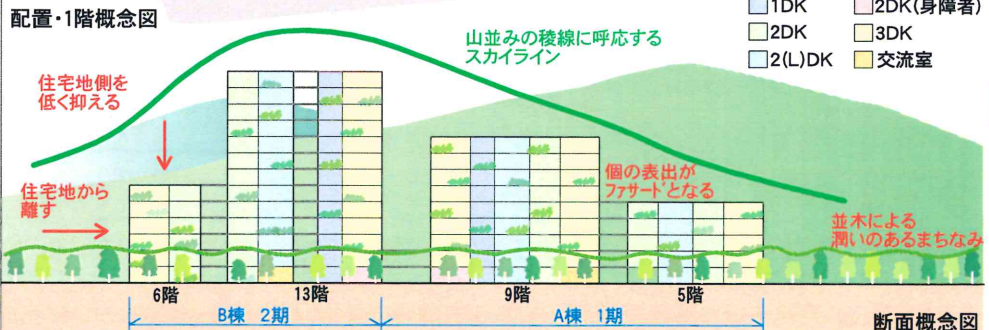 配置・1階概念図
1DK
2DK(身障者)
2DK
3DK
2(L)DK
交流室
山並みの稜線に呼応する
スカイライン
住宅地側を
低く抑える
住宅地から
離す
個の表出が
ファサードとなる
並木による
潤いのあるまちなみ
6階
13階
9階
5階
B棟 2期
A棟 1期
断面概念図